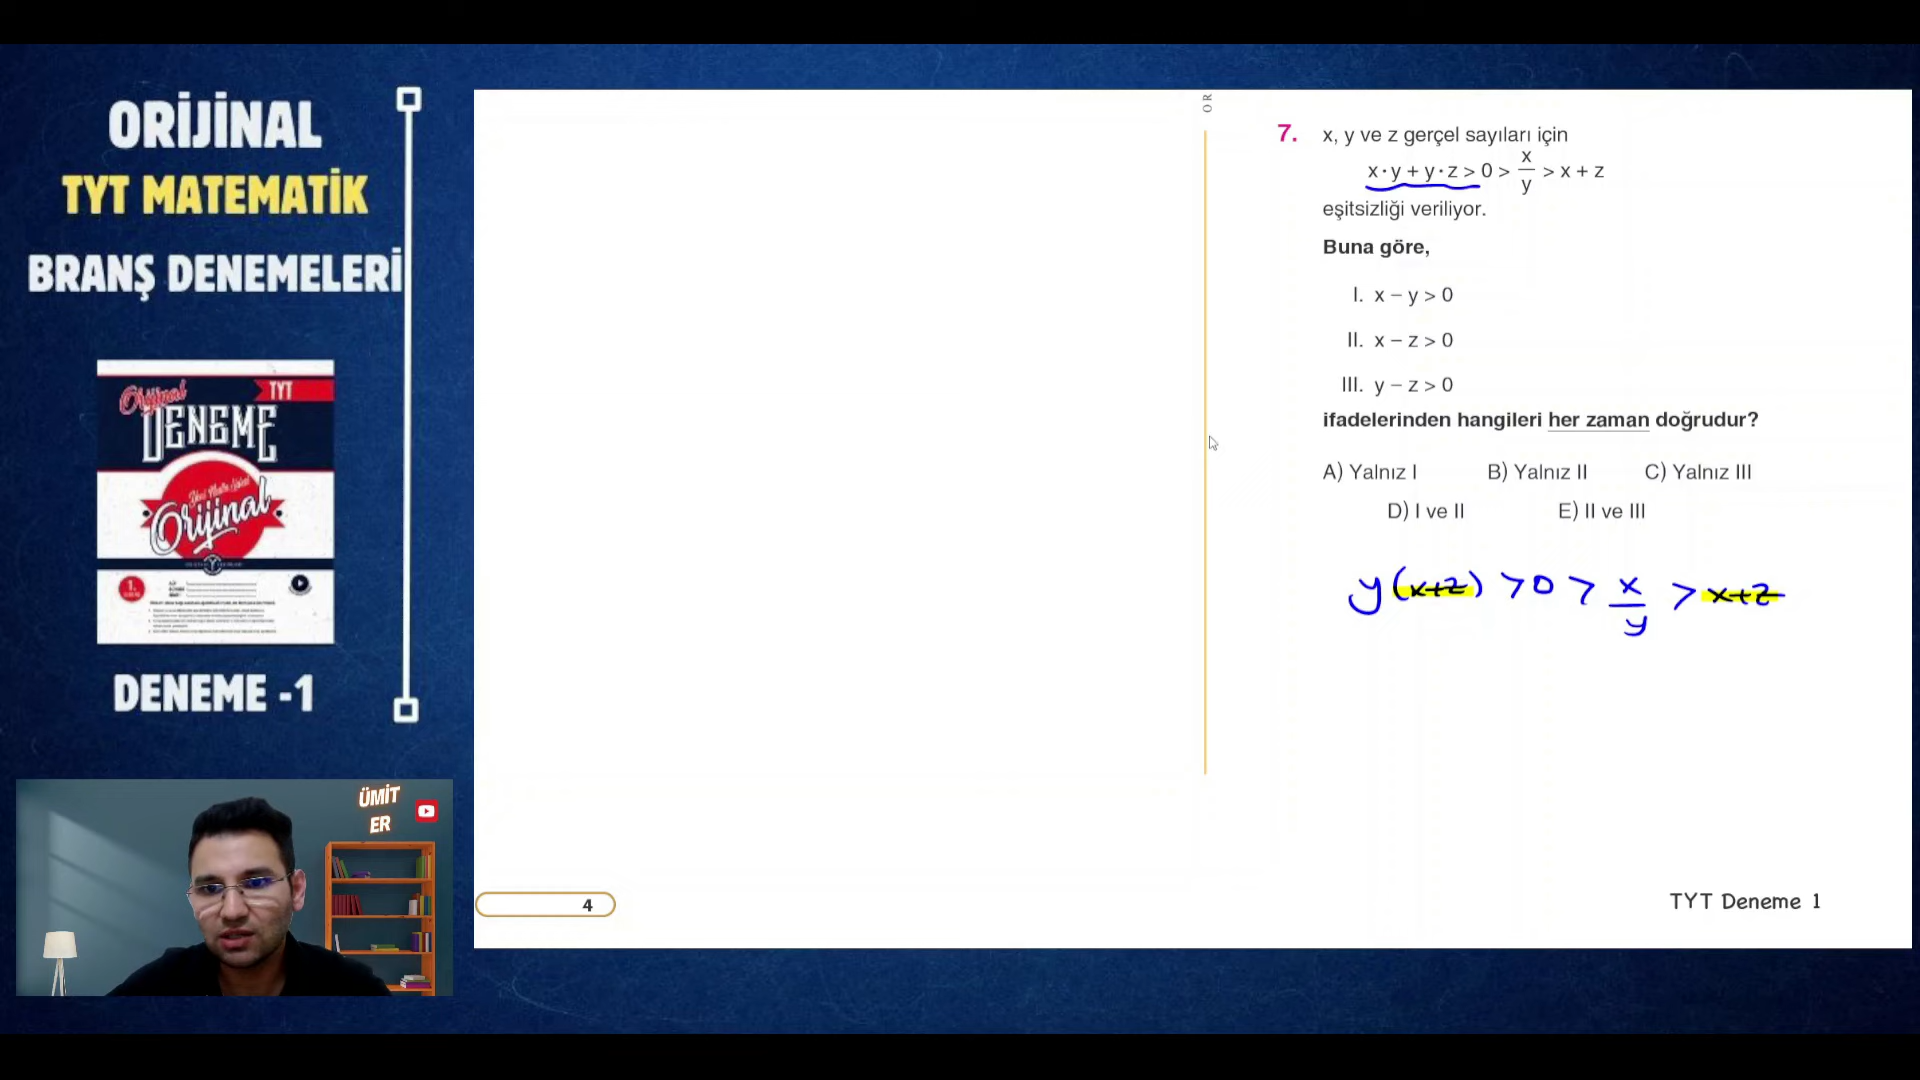 ORİJİNAL
TYT MATEMATİK
BRANŞ DENEMELERİ
Orijinal
TYT
DENEME
Orijinal
1.
DENEME -1
ÜMİT
ER
OR
7. x, y ve z gerçel sayıları için
x·y + y·z > 0 > x/y > x + z
eşitsizliği veriliyor.
Buna göre,
I. x – y > 0
II. x – z > 0
III. y – z > 0
ifadelerinden hangileri her zaman doğrudur?
A) Yalnız I B) Yalnız II C) Yalnız III
D) I ve II E) II ve III
y(x+z) >0 > x/y > x+z
4
TYT Deneme 1